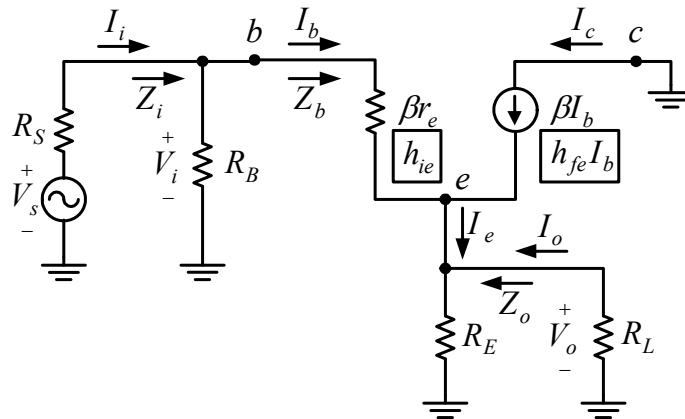 I_i
b
I_b
I_c
c
Z_i
Z_b
R_S
+
V_s
−
+
V_i
−
R_B
βr_e
h_ie
βI_b
h_fe I_b
e
I_e
I_o
Z_o
R_E
+
V_o
−
R_L